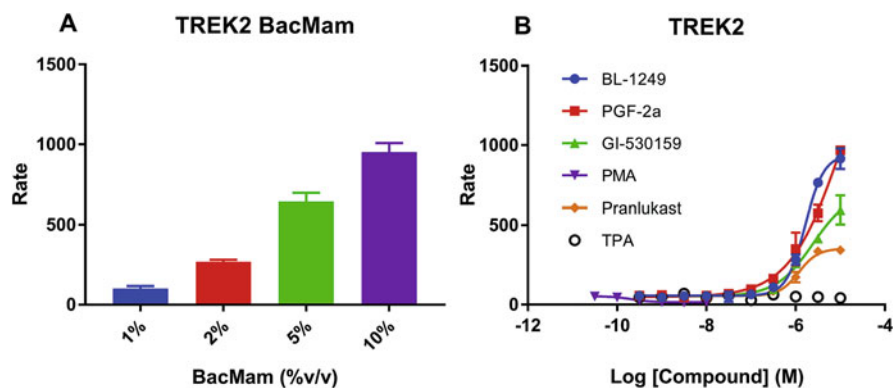 A
TREK2 BacMam
1500
1000
500
0
Rate
1%
2%
5%
10%
BacMam (%v/v)
B
TREK2
1500
1000
500
0
Rate
BL-1249
PGF-2a
GI-530159
PMA
Pranlukast
TPA
-12
-10
-8
-6
-4
Log [Compound] (M)